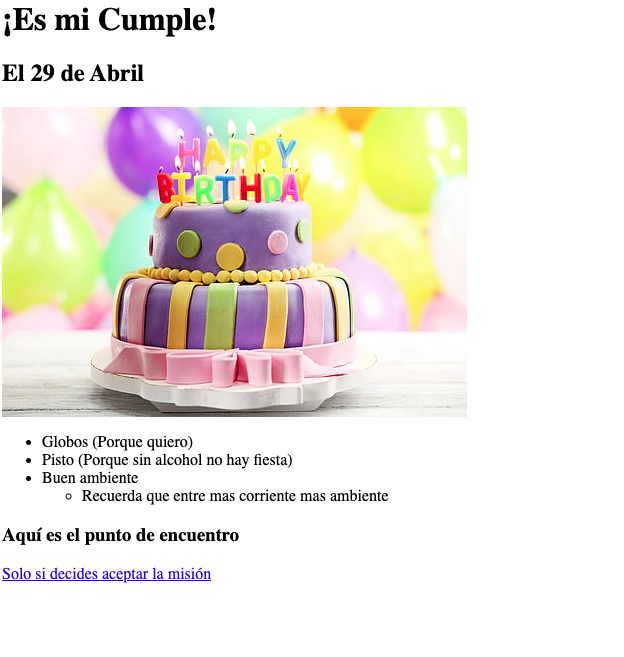 ¡Es mi Cumple!
El 29 de Abril
HAPPY
BIRTHDAY
Globos (Porque quiero)
Pisto (Porque sin alcohol no hay fiesta)
Buen ambiente
Recuerda que entre mas corriente mas ambiente
Aquí es el punto de encuentro
Solo si decides aceptar la misión